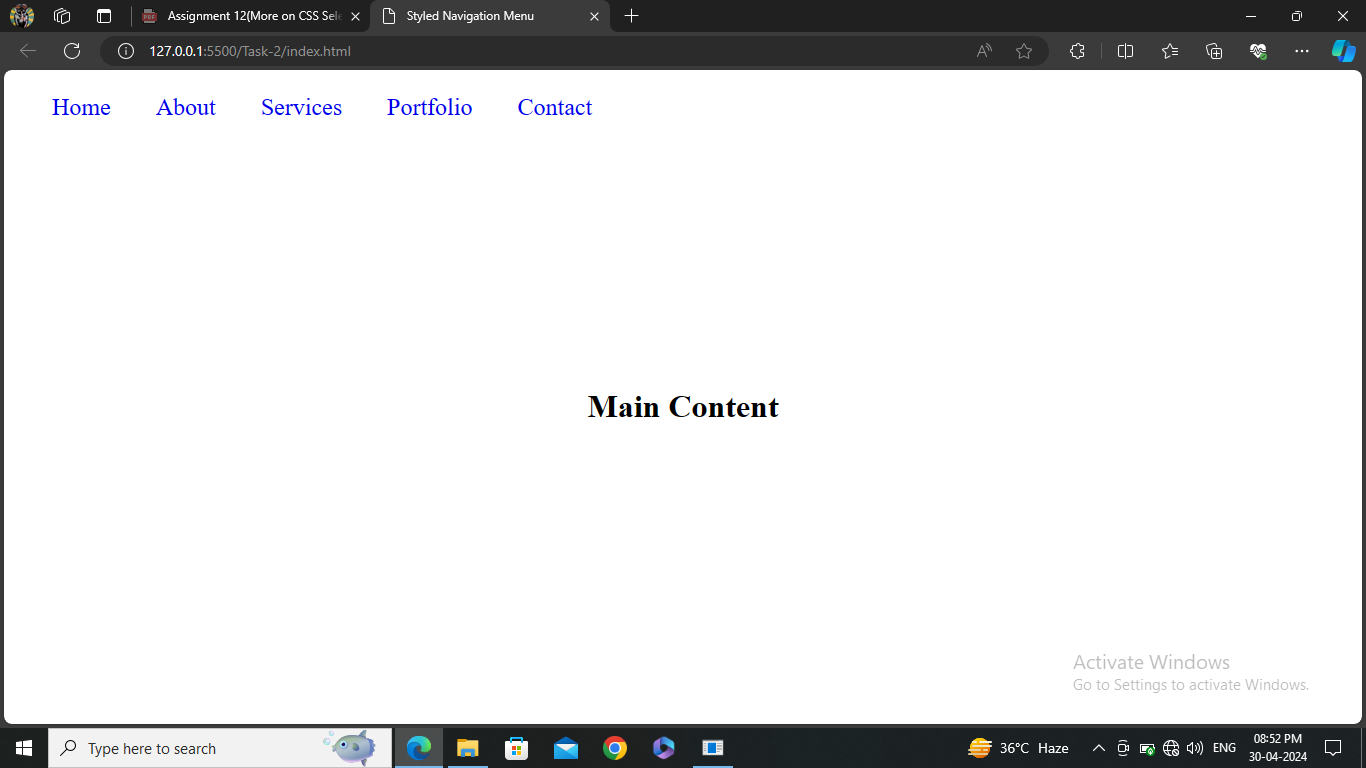 Assignment 12(More on CSS Sele
Styled Navigation Menu
127.0.0.1:5500/Task-2/index.html
Home About Services Portfolio Contact
Main Content
Activate Windows
Go to Settings to activate Windows.
Type here to search
36°C Haze
ENG
08:52 PM
30-04-2024